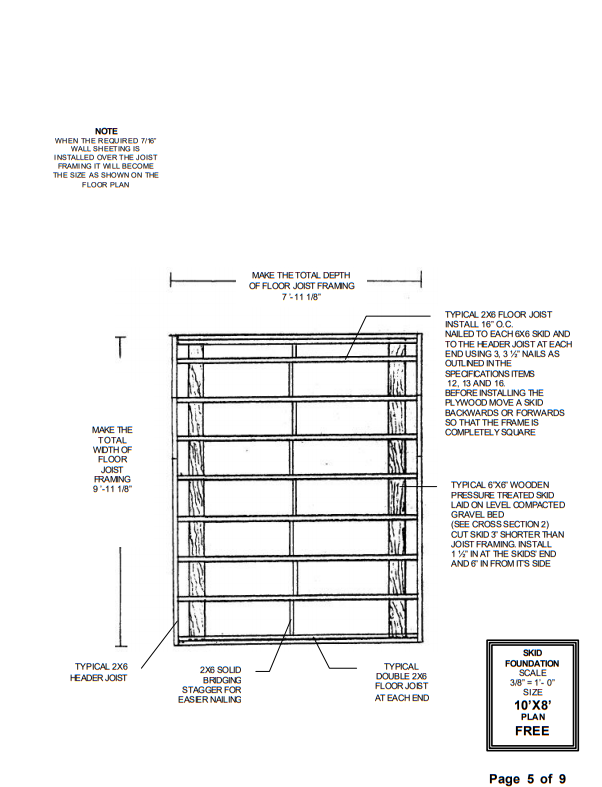 NOTE
WHEN THE REQUIRED 7/16"
WALL SHEETING IS
INSTALLED OVER THE JOIST
FRAMING IT WILL BECOME
THE SIZE AS SHOWN ON THE
FLOOR PLAN
MAKE THE TOTAL DEPTH
OF FLOOR JOIST FRAMING
7 '-11 1/8"
TYPICAL 2X6 FLOOR JOIST
INSTALL 16" O.C.
NAILED TO EACH 6X6 SKID AND
TO THE HEADER JOIST AT EACH
END USING 3, 3 ½" NAILS AS
OUTLINED IN THE
SPECIFICATIONS ITEMS
12, 13 AND 16.
BEFORE INSTALLING THE
PLYWOOD MOVE A SKID
BACKWARDS OR FORWARDS
SO THAT THE FRAME IS
COMPLETELY SQUARE
MAKE THE
TOTAL
WIDTH OF
FLOOR
JOIST
FRAMING
9 '-11 1/8"
TYPICAL 6"X6" WOODEN
PRESSURE TREATED SKID
LAID ON LEVEL COMPACTED
GRAVEL BED
(SEE CROSS SECTION 2)
CUT SKID 3" SHORTER THAN
JOIST FRAMING. INSTALL
1 ½" IN AT THE SKIDS' END
AND 6" IN FROM IT'S SIDE
TYPICAL 2X6
HEADER JOIST
2X6 SOLID
BRIDGING
STAGGER FOR
EASIER NAILING
TYPICAL
DOUBLE 2X6
FLOOR JOIST
AT EACH END
SKID
FOUNDATION
SCALE
3/8" = 1'- 0"
SIZE
10'X8'
PLAN
FREE
Page 5 of 9